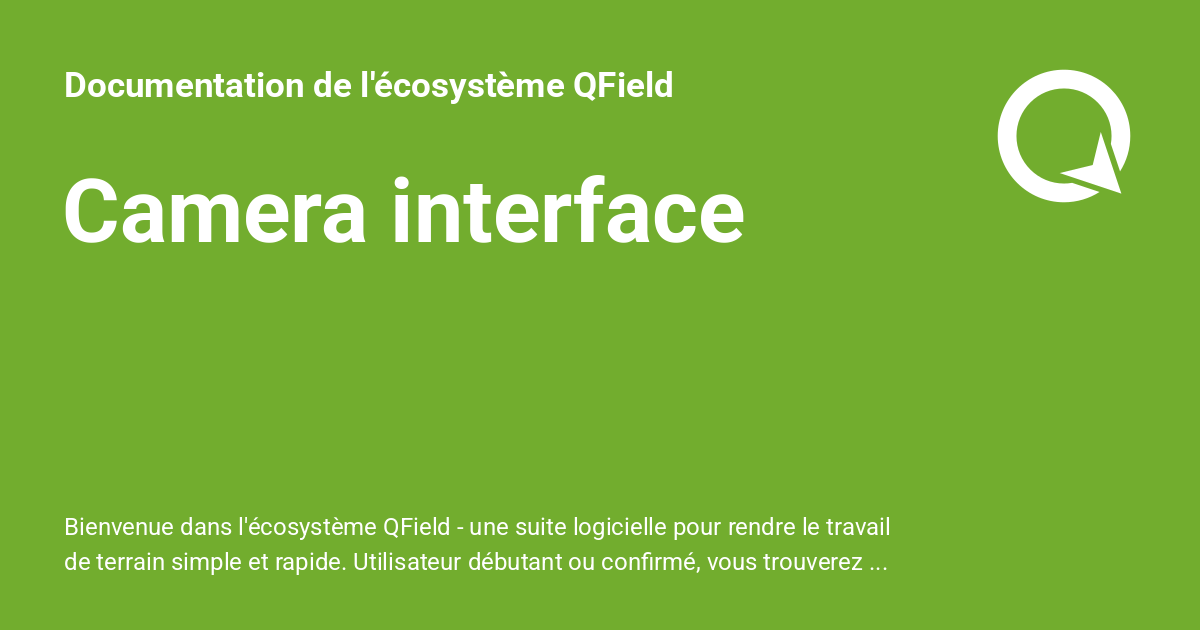 Documentation de l'écosystème QField
Camera interface
Bienvenue dans l'écosystème QField - une suite logicielle pour rendre le travail
de terrain simple et rapide. Utilisateur débutant ou confirmé, vous trouverez ...